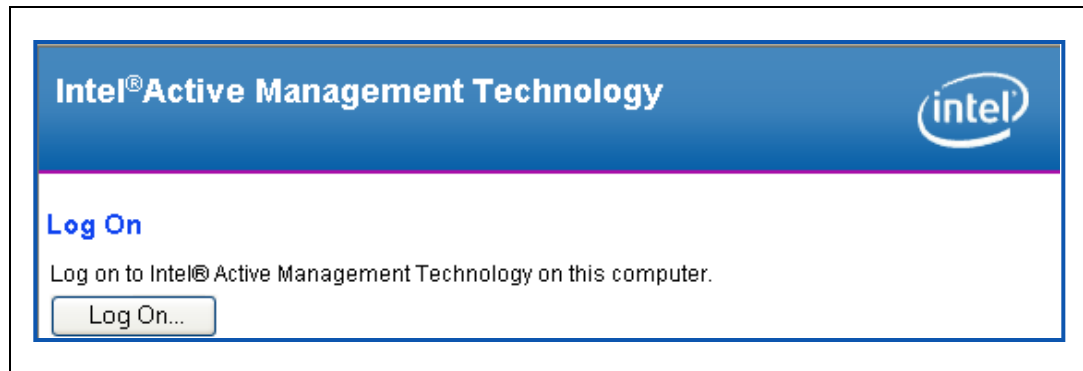 Intel®Active Management Technology
intel
Log On
Log on to Intel® Active Management Technology on this computer.
Log On...